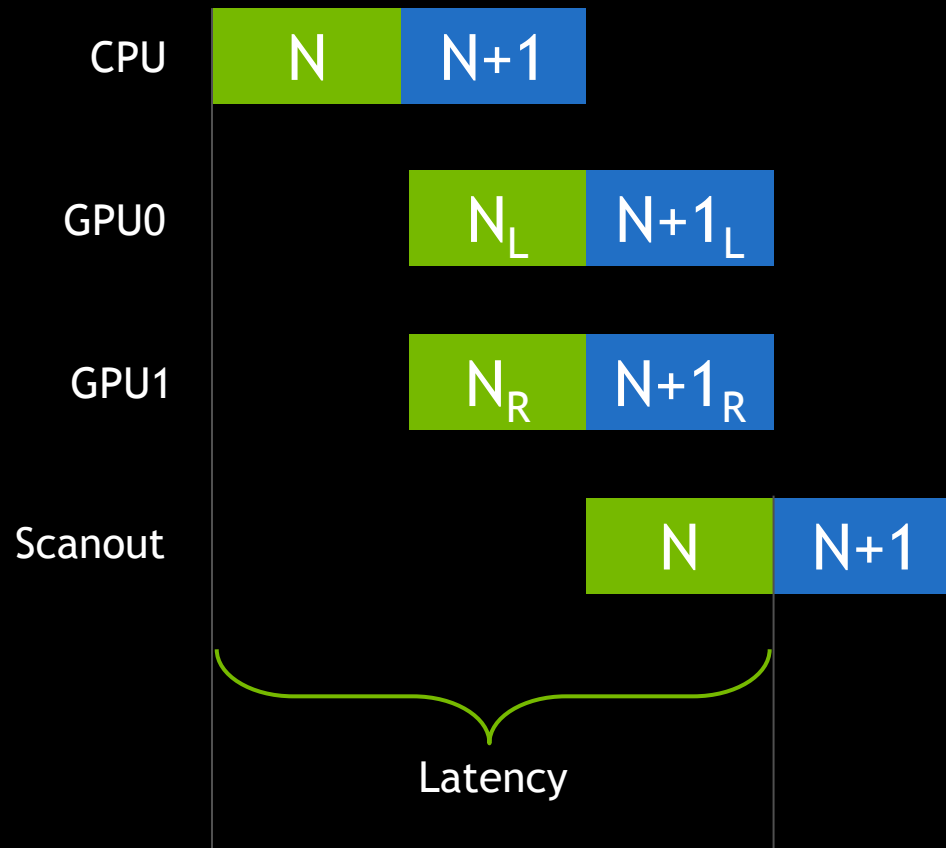 CPU N N+1
GPU0 N_L N+1_L
GPU1 N_R N+1_R
Scanout N N+1
Latency